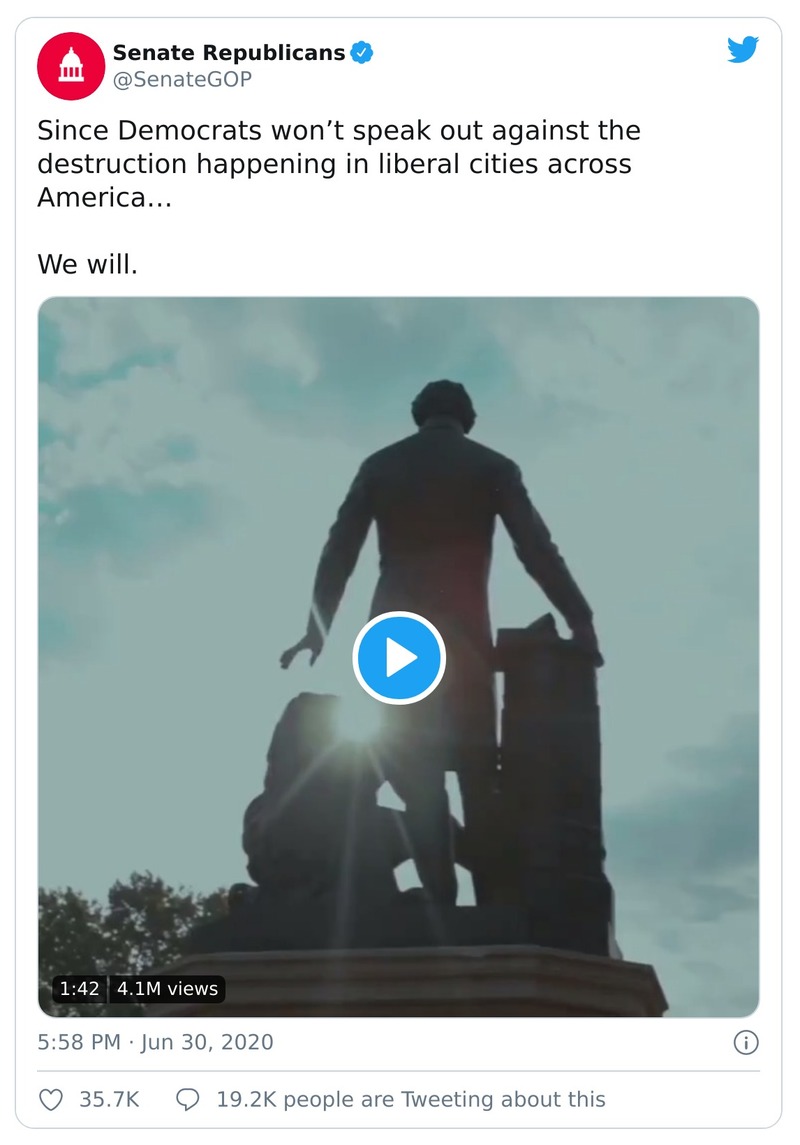 Senate Republicans
@SenateGOP
Since Democrats won’t speak out against the
destruction happening in liberal cities across
America…
We will.
1:42 4.1M views
5:58 PM · Jun 30, 2020
35.7K 19.2K people are Tweeting about this